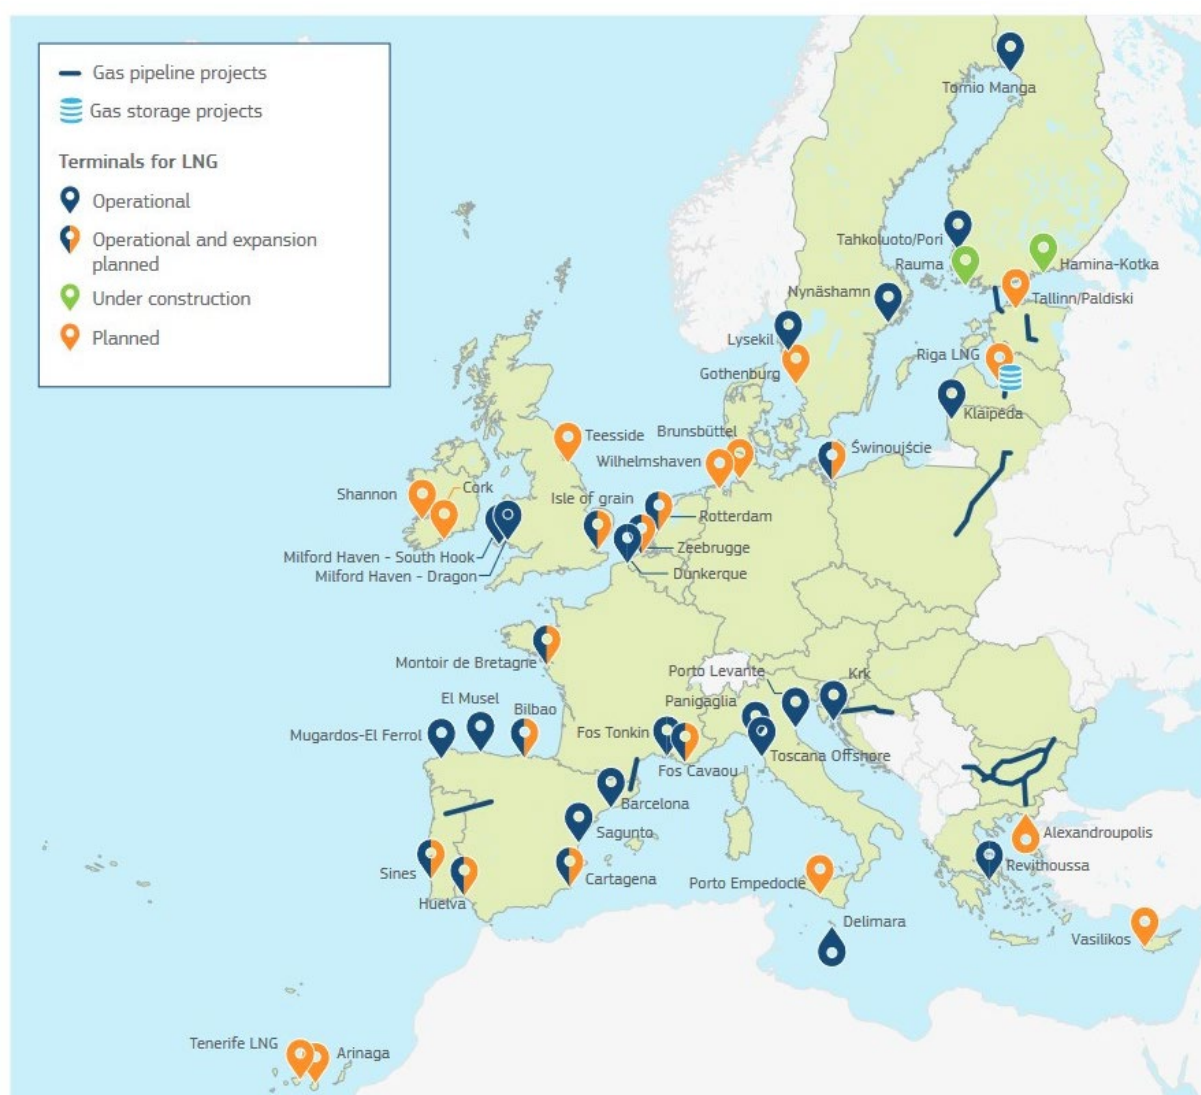 Gas pipeline projects
Gas storage projects
Terminals for LNG
Operational
Operational and expansion
planned
Under construction
Planned
Tornio Manga
Tahkoluoto/Pori
Rauma
Hamina-Kotka
Nynäshamn
Tallinn/Paldiski
Lysekil
Riga LNG
Gothenburg
Klaipėda
Teesside
Brunsbüttel
Świnoujście
Wilhelmshaven
Shannon
Cork
Isle of grain
Rotterdam
Milford Haven - South Hook
Zeebrugge
Milford Haven - Dragon
Dunkerque
Montoir de Bretagne
Porto Levante
Krk
El Musel
Bilbao
Panigaglia
Mugardos-El Ferrol
Fos Tonkin
Toscana Offshore
Fos Cavaou
Barcelona
Sagunto
Alexandroupolis
Sines
Cartagena
Porto Empedocle
Revithoussa
Huelva
Delimara
Vasilikos
Tenerife LNG
Arinaga